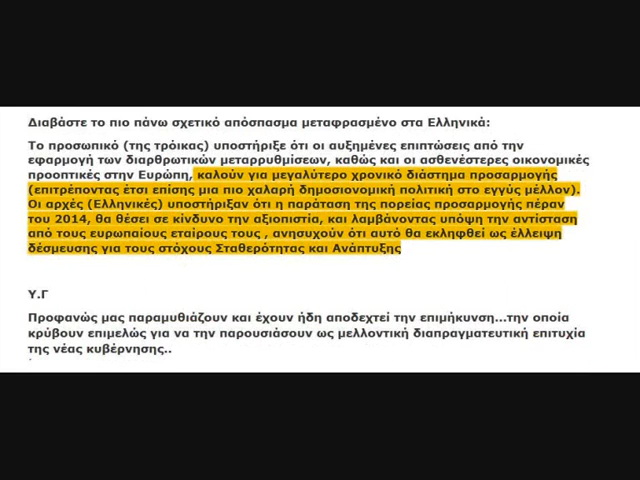 Διαβάστε το πιο πάνω σχετικό απόσπασμα μεταφρασμένο στα Ελληνικά:
Το προσωπικό (της τρόικας) υποστήριξε ότι οι αυξημένες επιπτώσεις από την
εφαρμογή των διαρθρωτικών μεταρρυθμίσεων, καθώς και οι ασθενέστερες οικονομικές
προοπτικές στην Ευρώπη, καλούν για μεγαλύτερο χρονικό διάστημα προσαρμογής
(επιτρέποντας έτσι επίσης μια πιο χαλαρή δημοσιονομική πολιτική στο εγγύς μέλλον).
Οι αρχές (Ελληνικές) υποστήριξαν ότι η παράταση της πορείας προσαρμογής πέραν
του 2014, θα θέσει σε κίνδυνο την αξιοπιστία, και λαμβάνοντας υπόψη την αντίσταση
από τους ευρωπαίους εταίρους τους , ανησυχούν ότι αυτό θα εκληφθεί ως έλλειψη
δέσμευσης για τους στόχους Σταθερότητας και Ανάπτυξης
Υ.Γ
Προφανώς μας παραμυθιάζουν και έχουν ήδη αποδεχτεί την επιμήκυνση...την οποία
κρύβουν επιμελώς για να την παρουσιάσουν ως μελλοντική διαπραγματευτική επιτυχία
της νέας κυβέρνησης..